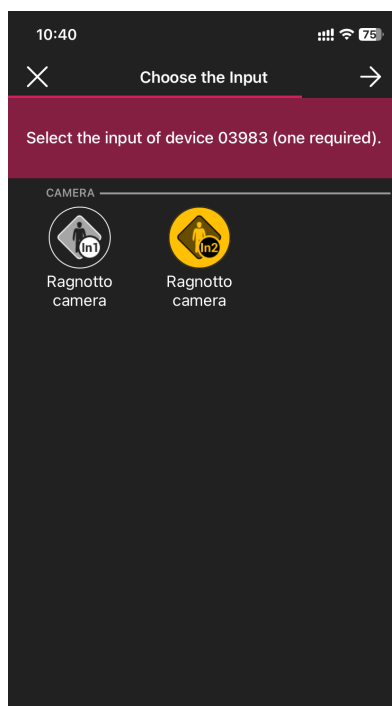 10:40
75
Choose the Input
Select the input of device 03983 (one required).
CAMERA
In1
In2
Ragnotto
camera
Ragnotto
camera